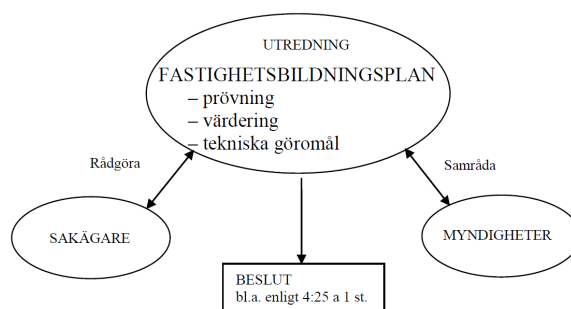 UTREDNING
FASTIGHETSBILDNINGSPLAN
– prövning
– värdering
– tekniska göromål
Rådgöra
Samråda
SAKÄGARE
MYNDIGHETER
BESLUT
bl.a. enligt 4:25 a 1 st.